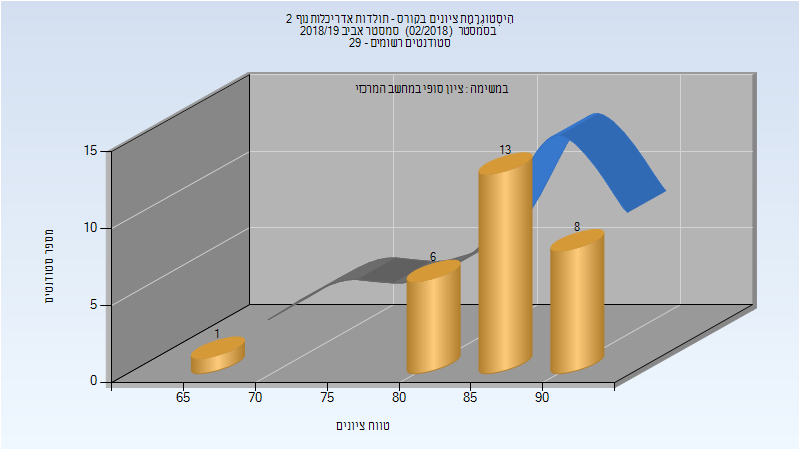 היסטוגרמת ציונים בקורס - תולדות אדריכלות נוף 2
בסמסטר (02/2018) סמסטר אביב 2018/19
סטודנטים רשומים - 29
במשימה : ציון סופי במחשב המרכזי
15
10
5
0
מספר סטודנטים
1
6
13
8
65
70
75
80
85
90
טווח ציונים